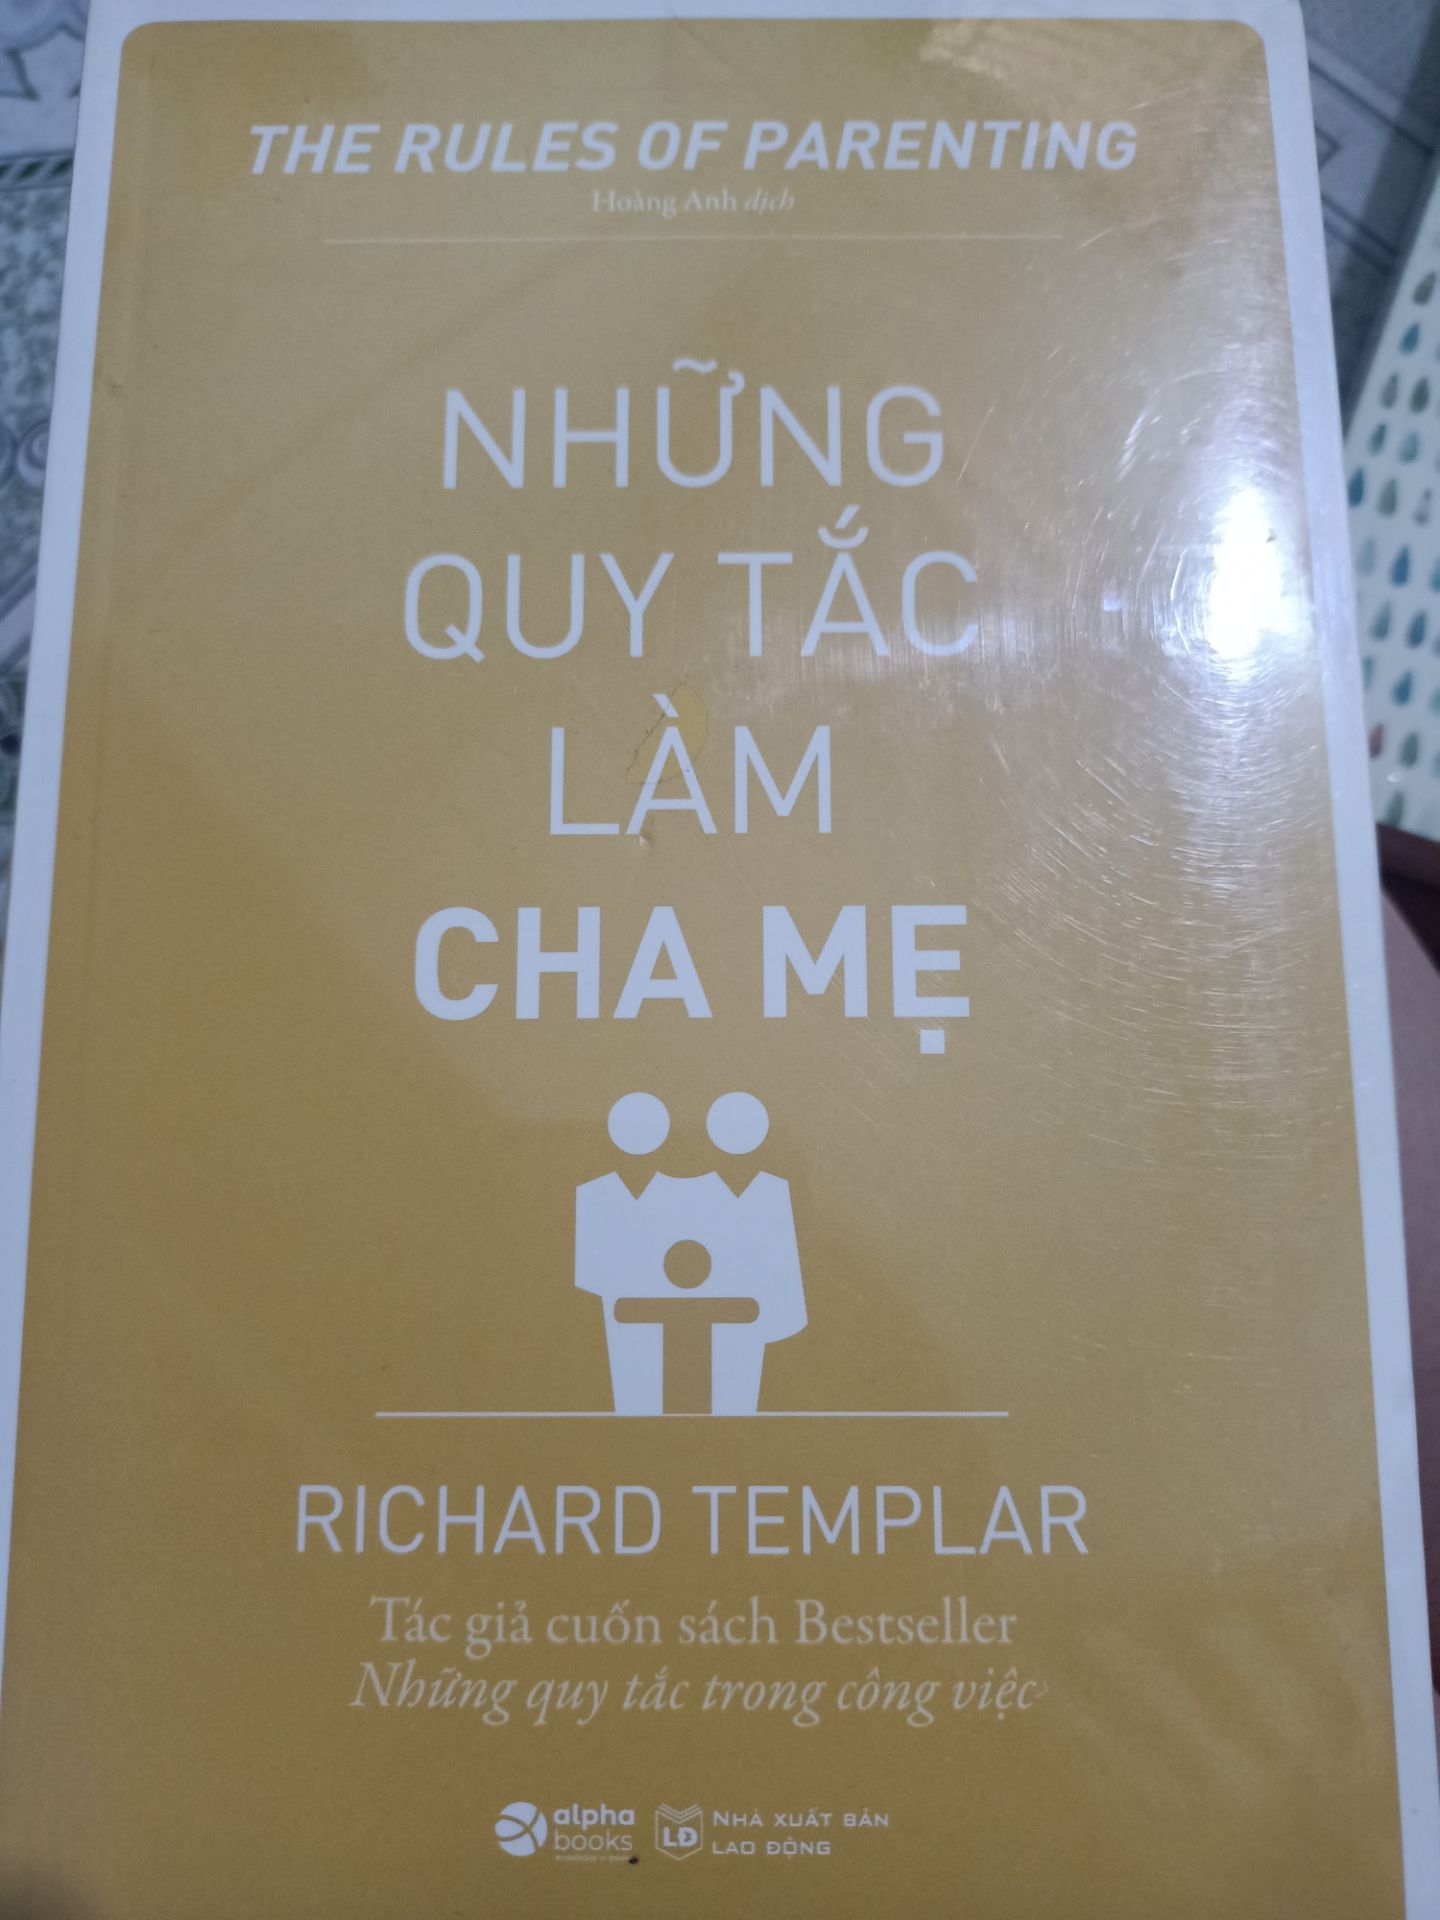 THE RULES OF PARENTING
Hoàng Anh dịch
NHỮNG
QUY TẮC
LÀM
CHA MẸ
RICHARD TEMPLAR
Tác giả cuốn sách Bestseller
Những quy tắc trong công việc
alpha
books
LĐ
NHÀ XUẤT BẢN
LAO ĐỘNG